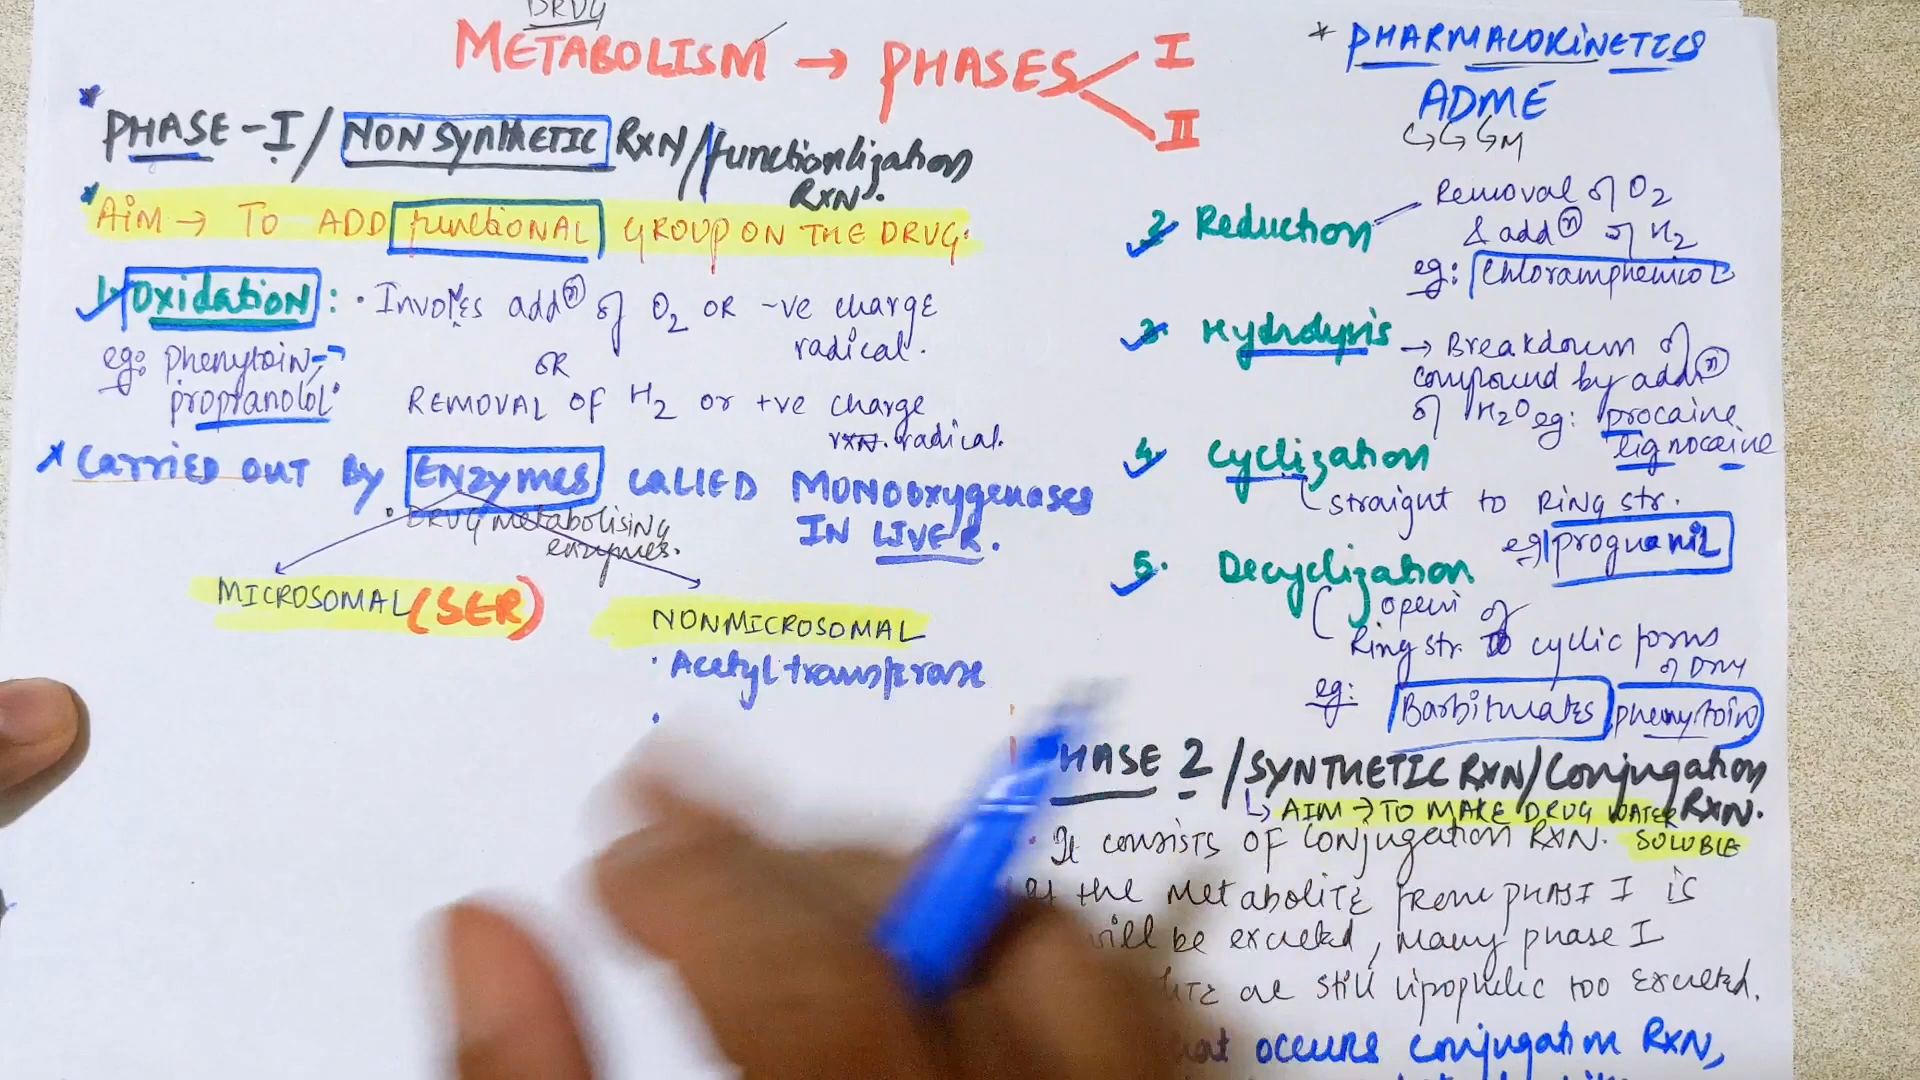 DRUG
METABOLISM → PHASES
I
II
* PHARMACOKINETICS
ADME
M
* PHASE-I / NON SYNTHETIC RXN / functionlization
RXN.
* AIM → TO ADD functional GROUP ON THE DRUG.
1. Oxidation : • Involves add(n) of O2 OR -ve charge
radical.
eg: phenytoin,
propranolol
OR
REMOVAL OF H2 or +ve charge
radical.
* CARRIED OUT BY ENZYMES CALLED MONOOXYGENASES
IN LIVER.
• DRUG metabolising
enzymes.
MICROSOMAL (SER)
NONMICROSOMAL
• Acetyl transferase
•
2. Reduction
Removal of O2
& add(n) of H2
eg: Chloramphenicol
3. Hydrolysis → Breakdown of
compound by add(n)
of H2O eg: procaine
lignocaine
4. Cyclization
straight to RING str.
eg proguanil
5. Decyclization
of
Ring str. to cyclic forms
of
eg: Barbituates phenytoin
PHASE 2 / SYNTHETIC RXN / Conjugation
RXN.
↳ AIM → TO MAKE DRUG WATER
SOLUBLE
• It consists OF Conjugation RXN.
the Metabolite from PHASE I is
will be excreted, Many phase I
still lipophilic too Excreted.
occurs conjugation RXN,